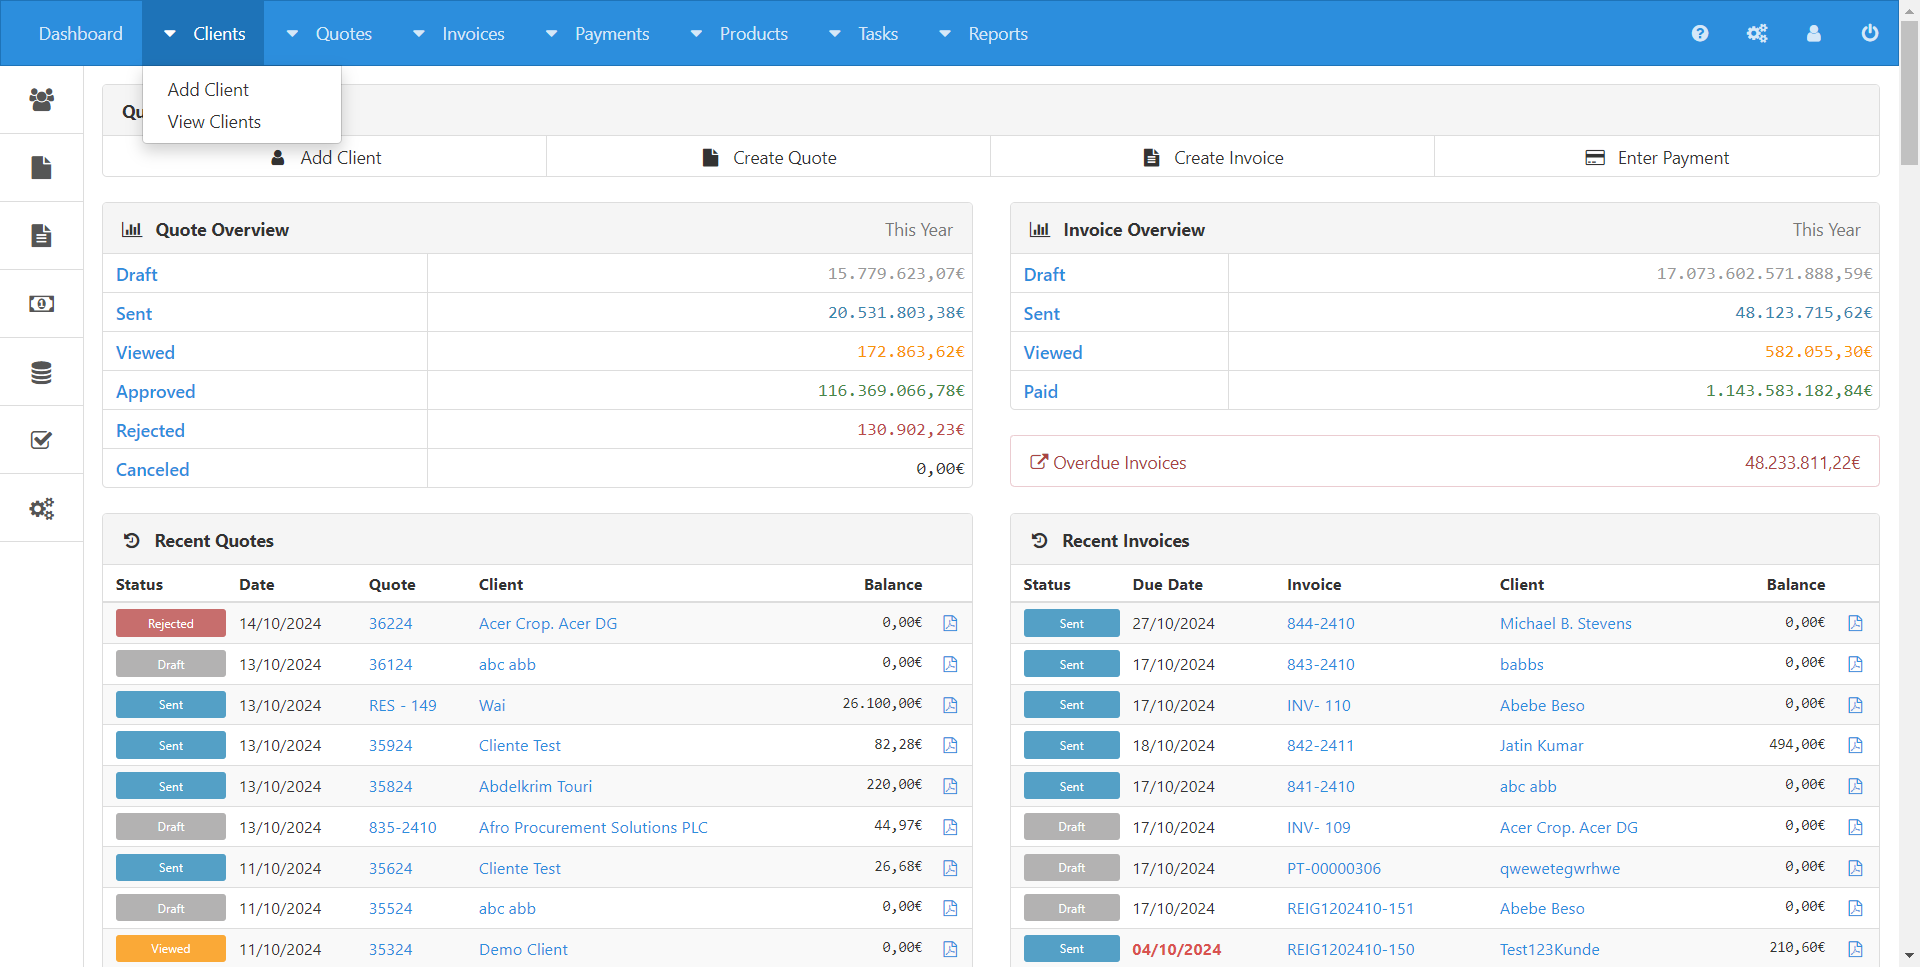 Dashboard Clients Quotes Invoices Payments Products Tasks Reports
Add Client
View Clients
Qu
Add Client Create Quote Create Invoice Enter Payment
Quote Overview This Year
Draft 15.779.623,07€
Sent 20.531.803,38€
Viewed 172.863,62€
Approved 116.369.066,78€
Rejected 130.902,23€
Canceled 0,00€
Invoice Overview This Year
Draft 17.073.602.571.888,59€
Sent 48.123.715,62€
Viewed 582.055,30€
Paid 1.143.583.182,84€
Overdue Invoices 48.233.811,22€
Recent Quotes
Status Date Quote Client Balance
Rejected 14/10/2024 36224 Acer Crop. Acer DG 0,00€
Draft 13/10/2024 36124 abc abb 0,00€
Sent 13/10/2024 RES - 149 Wai 26.100,00€
Sent 13/10/2024 35924 Cliente Test 82,28€
Sent 13/10/2024 35824 Abdelkrim Touri 220,00€
Draft 13/10/2024 835-2410 Afro Procurement Solutions PLC 44,97€
Sent 11/10/2024 35624 Cliente Test 26,68€
Draft 11/10/2024 35524 abc abb 0,00€
Viewed 11/10/2024 35324 Demo Client 0,00€
Recent Invoices
Status Due Date Invoice Client Balance
Sent 27/10/2024 844-2410 Michael B. Stevens 0,00€
Sent 17/10/2024 843-2410 babbs 0,00€
Sent 17/10/2024 INV- 110 Abebe Beso 0,00€
Sent 18/10/2024 842-2411 Jatin Kumar 494,00€
Sent 17/10/2024 841-2410 abc abb 0,00€
Draft 17/10/2024 INV- 109 Acer Crop. Acer DG 0,00€
Draft 17/10/2024 PT-00000306 qwewetegwrhwe 0,00€
Draft 17/10/2024 REIG1202410-151 Abebe Beso 0,00€
Sent 04/10/2024 REIG1202410-150 Test123Kunde 210,60€